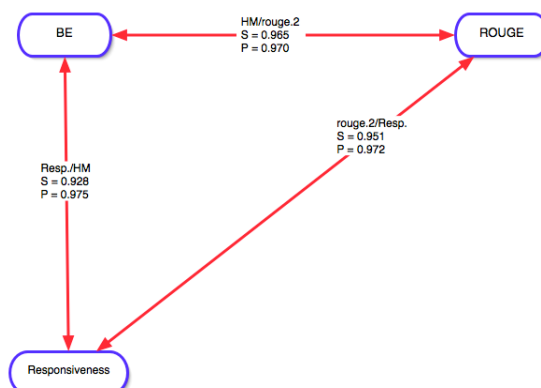 BE
HM/rouge.2
S = 0.965
P = 0.970
ROUGE
rouge.2/Resp.
S = 0.951
P = 0.972
Resp./HM
S = 0.928
P = 0.975
Responsiveness